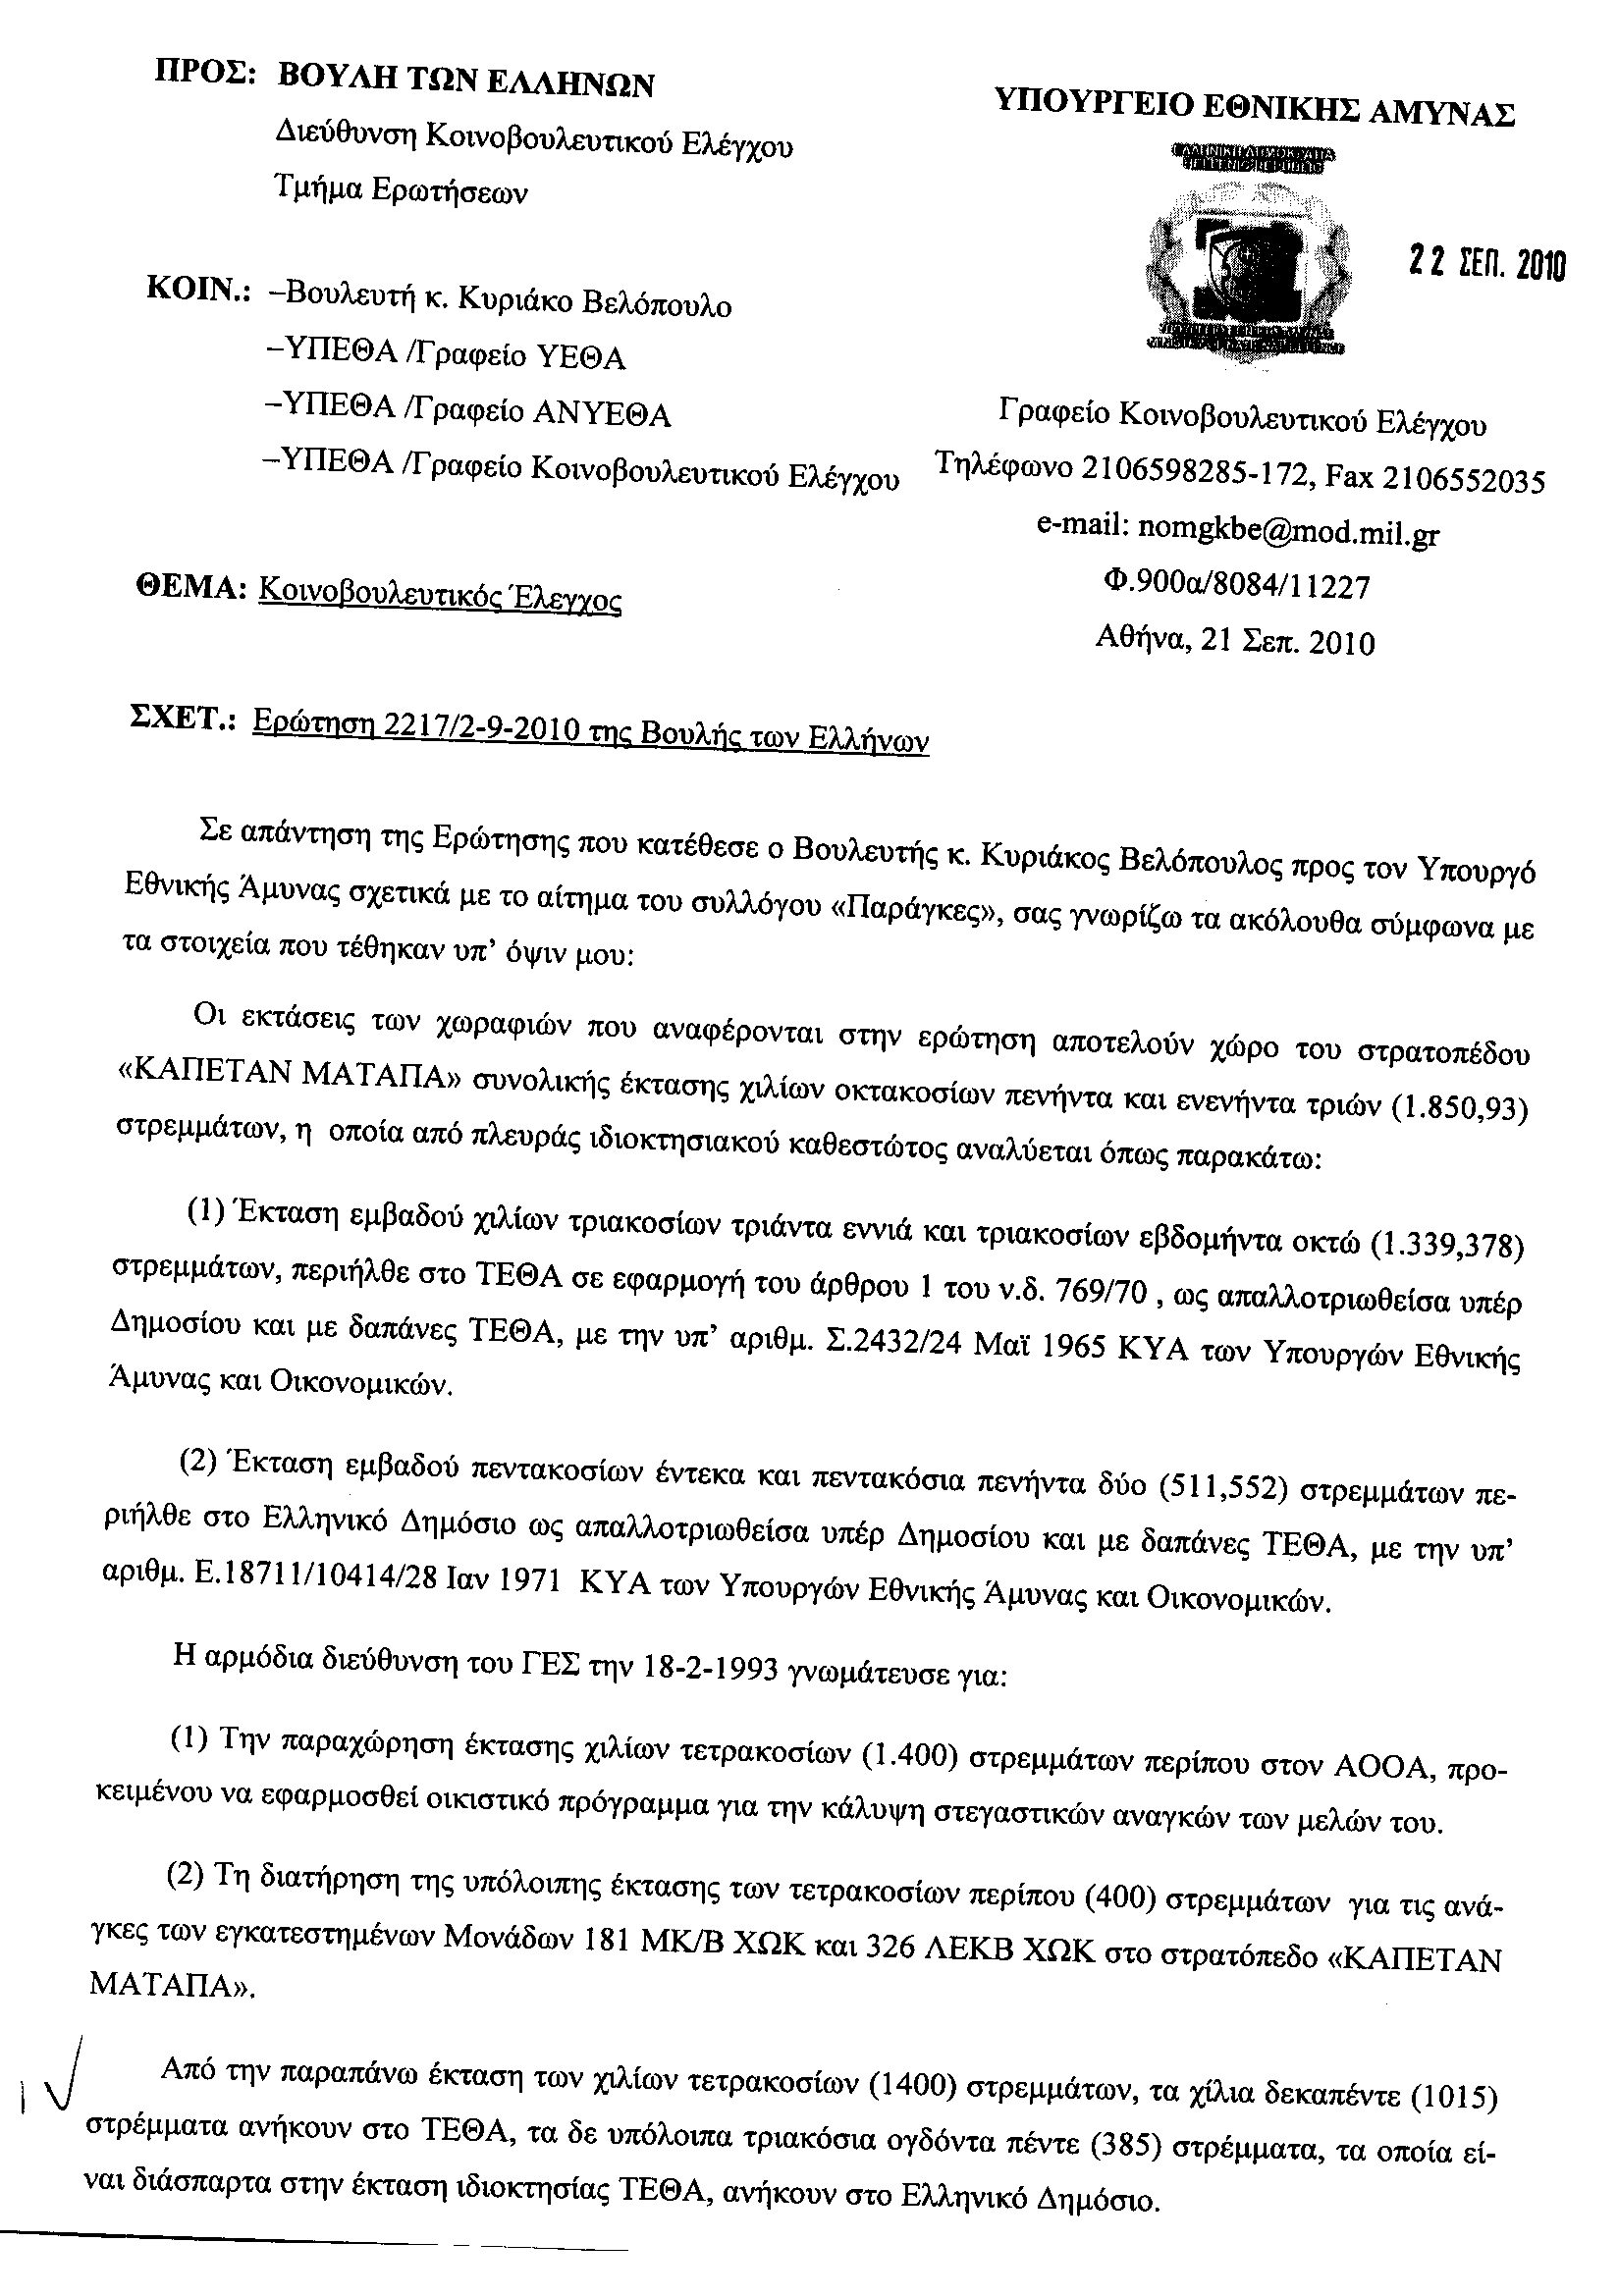 ΠΡΟΣ: ΒΟΥΛΗ ΤΩΝ ΕΛΛΗΝΩΝ
Διεύθυνση Κοινοβουλευτικού Ελέγχου
Τμήμα Ερωτήσεων
ΚΟΙΝ.: –Βουλευτή κ. Κυριάκο Βελόπουλο
–ΥΠΕΘΑ /Γραφείο ΥΕΘΑ
–ΥΠΕΘΑ /Γραφείο ΑΝΥΕΘΑ
–ΥΠΕΘΑ /Γραφείο Κοινοβουλευτικού Ελέγχου
ΘΕΜΑ: Κοινοβουλευτικός Έλεγχος
ΥΠΟΥΡΓΕΙΟ ΕΘΝΙΚΗΣ ΑΜΥΝΑΣ
22 ΣΕΠ. 2010
Γραφείο Κοινοβουλευτικού Ελέγχου
Τηλέφωνο 2106598285-172, Fax 2106552035
e-mail: nomgkbe@mod.mil.gr
Φ.900α/8084/11227
Αθήνα, 21 Σεπ. 2010
ΣΧΕΤ.: Ερώτηση 2217/2-9-2010 της Βουλής των Ελλήνων
Σε απάντηση της Ερώτησης που κατέθεσε ο Βουλευτής κ. Κυριάκος Βελόπουλος προς τον Υπουργό
Εθνικής Άμυνας σχετικά με το αίτημα του συλλόγου «Παράγκες», σας γνωρίζω τα ακόλουθα σύμφωνα με
τα στοιχεία που τέθηκαν υπ’ όψιν μου:
Οι εκτάσεις των χωραφιών που αναφέρονται στην ερώτηση αποτελούν χώρο του στρατοπέδου
«ΚΑΠΕΤΑΝ ΜΑΤΑΠΑ» συνολικής έκτασης χιλίων οκτακοσίων πενήντα και ενενήντα τριών (1.850,93)
στρεμμάτων, η οποία από πλευράς ιδιοκτησιακού καθεστώτος αναλύεται όπως παρακάτω:
(1) Έκταση εμβαδού χιλίων τριακοσίων τριάντα εννιά και τριακοσίων εβδομήντα οκτώ (1.339,378)
στρεμμάτων, περιήλθε στο ΤΕΘΑ σε εφαρμογή του άρθρου 1 του ν.δ. 769/70 , ως απαλλοτριωθείσα υπέρ
Δημοσίου και με δαπάνες ΤΕΘΑ, με την υπ’ αριθμ. Σ.2432/24 Μαϊ 1965 ΚΥΑ των Υπουργών Εθνικής
Άμυνας και Οικονομικών.
(2) Έκταση εμβαδού πεντακοσίων έντεκα και πεντακόσια πενήντα δύο (511,552) στρεμμάτων πε-
ριήλθε στο Ελληνικό Δημόσιο ως απαλλοτριωθείσα υπέρ Δημοσίου και με δαπάνες ΤΕΘΑ, με την υπ’
αριθμ. Ε.18711/10414/28 Ιαν 1971 ΚΥΑ των Υπουργών Εθνικής Άμυνας και Οικονομικών.
Η αρμόδια διεύθυνση του ΓΕΣ την 18-2-1993 γνωμάτευσε για:
(1) Την παραχώρηση έκτασης χιλίων τετρακοσίων (1.400) στρεμμάτων περίπου στον ΑΟΟΑ, προ-
κειμένου να εφαρμοσθεί οικιστικό πρόγραμμα για την κάλυψη στεγαστικών αναγκών των μελών του.
(2) Τη διατήρηση της υπόλοιπης έκτασης των τετρακοσίων περίπου (400) στρεμμάτων για τις ανά-
γκες των εγκατεστημένων Μονάδων 181 ΜΚ/Β ΧΩΚ και 326 ΛΕΚΒ ΧΩΚ στο στρατόπεδο «ΚΑΠΕΤΑΝ
ΜΑΤΑΠΑ».
Από την παραπάνω έκταση των χιλίων τετρακοσίων (1400) στρεμμάτων, τα χίλια δεκαπέντε (1015)
στρέμματα ανήκουν στο ΤΕΘΑ, τα δε υπόλοιπα τριακόσια ογδόντα πέντε (385) στρέμματα, τα οποία εί-
ναι διάσπαρτα στην έκταση ιδιοκτησίας ΤΕΘΑ, ανήκουν στο Ελληνικό Δημόσιο.